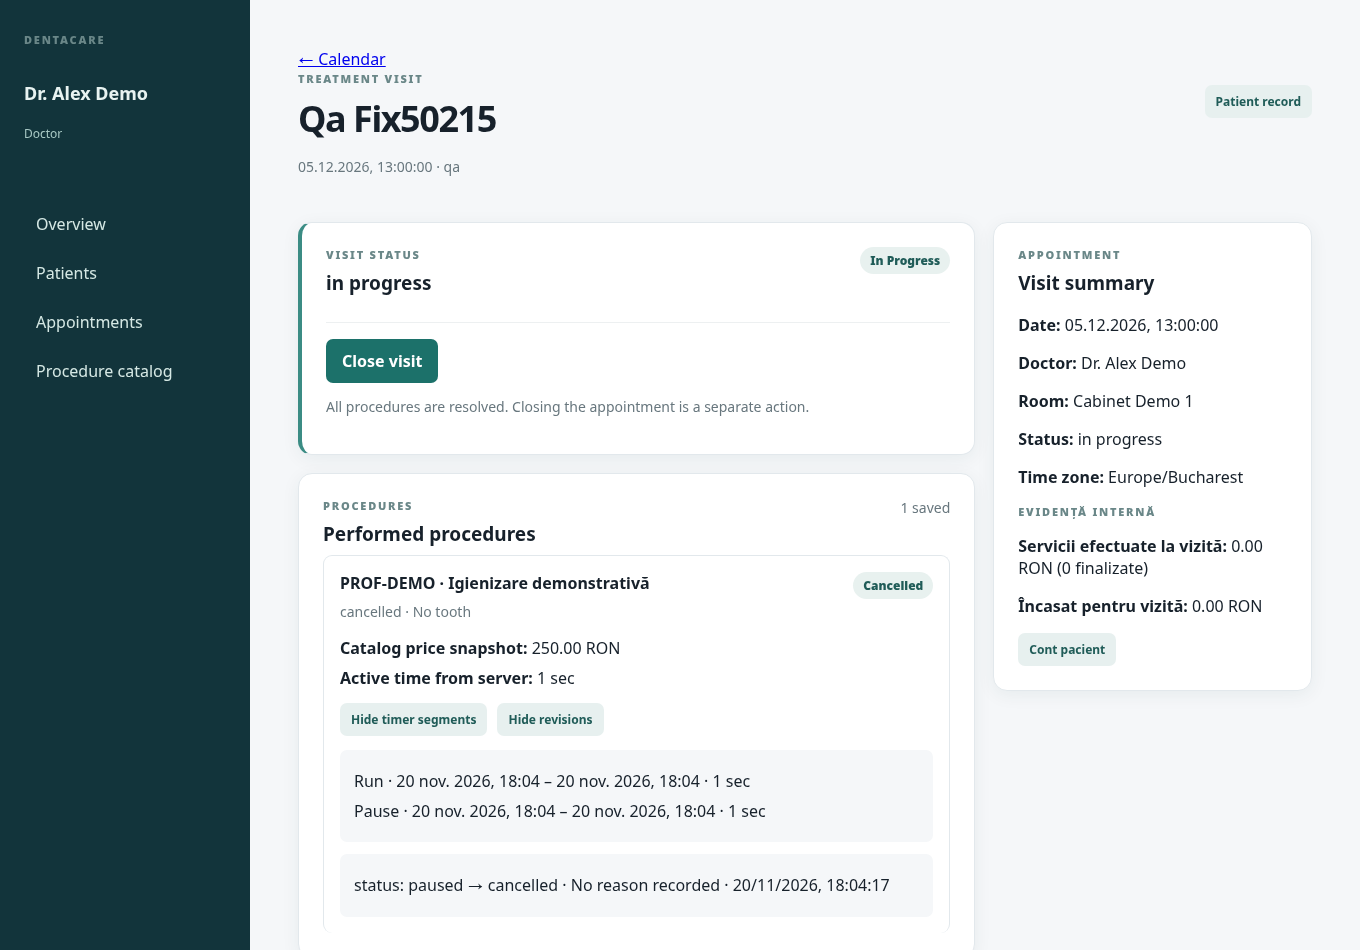 DENTACARE
Dr. Alex Demo
Doctor
Overview
Patients
Appointments
Procedure catalog
← Calendar
TREATMENT VISIT
Qa Fix50215
05.12.2026, 13:00:00 · qa
Patient record
VISIT STATUS
in progress
In Progress
Close visit
All procedures are resolved. Closing the appointment is a separate action.
PROCEDURES
Performed procedures
1 saved
PROF-DEMO · Igienizare demonstrativă
cancelled · No tooth
Cancelled
Catalog price snapshot: 250.00 RON
Active time from server: 1 sec
Hide timer segments
Hide revisions
Run · 20 nov. 2026, 18:04 – 20 nov. 2026, 18:04 · 1 sec
Pause · 20 nov. 2026, 18:04 – 20 nov. 2026, 18:04 · 1 sec
status: paused → cancelled · No reason recorded · 20/11/2026, 18:04:17
APPOINTMENT
Visit summary
Date: 05.12.2026, 13:00:00
Doctor: Dr. Alex Demo
Room: Cabinet Demo 1
Status: in progress
Time zone: Europe/Bucharest
EVIDENȚĂ INTERNĂ
Servicii efectuate la vizită: 0.00
RON (0 finalizate)
Încasat pentru vizită: 0.00 RON
Cont pacient